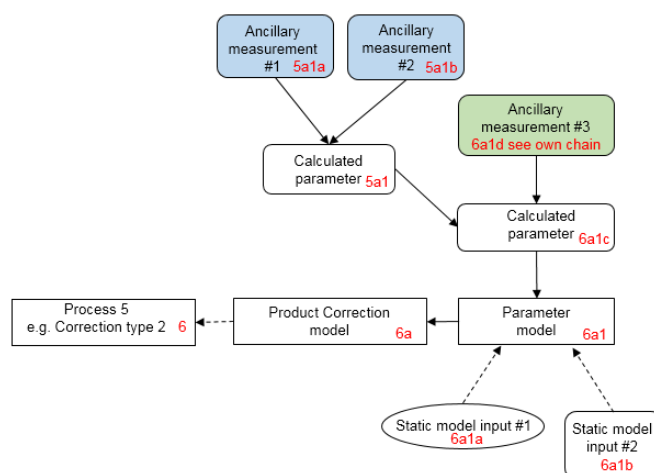 Ancillary
measurement
#1 5a1a
Ancillary
measurement
#2 5a1b
Ancillary
measurement #3
6a1d see own chain
Calculated
parameter
5a1
Calculated
parameter
6a1c
Process 5
e.g. Correction type 2 6
Product Correction
model
6a
Parameter
model
6a1
Static model input #1
6a1a
Static model
input #2
6a1b